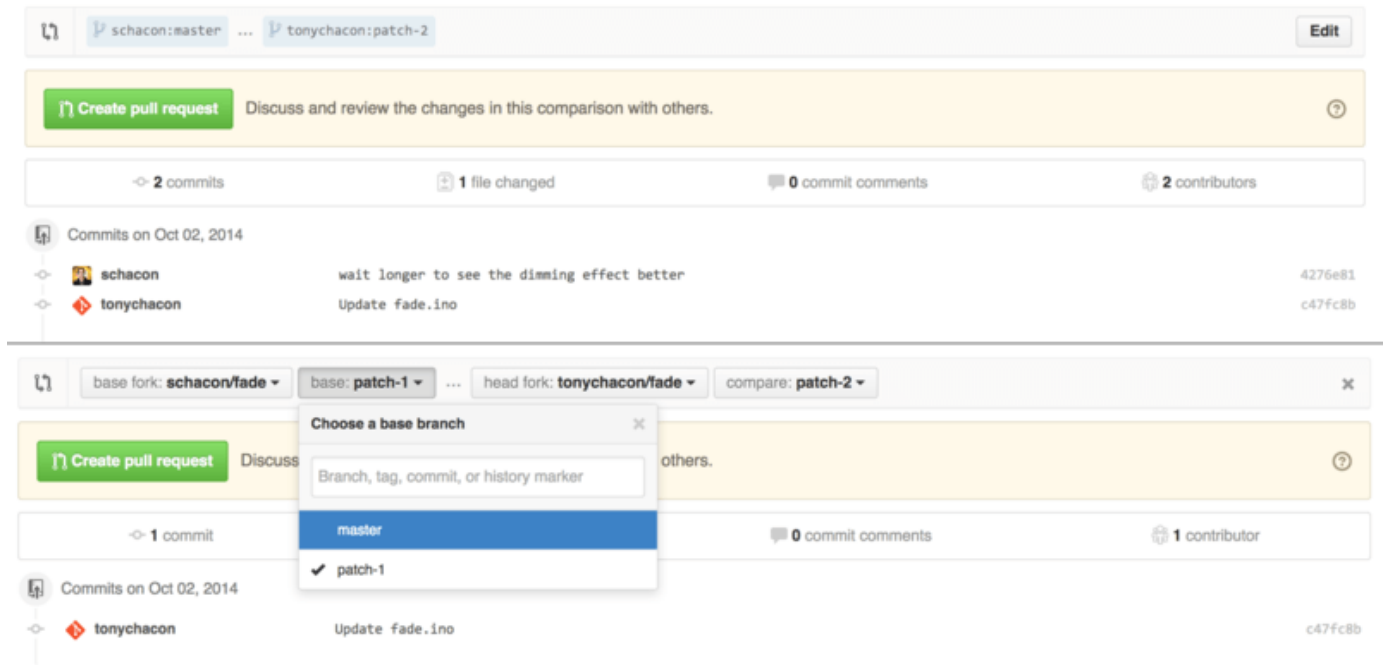 schacon:master ... tonychacon:patch-2 Edit
Create pull request Discuss and review the changes in this comparison with others.
2 commits 1 file changed 0 commit comments 2 contributors
Commits on Oct 02, 2014
schacon wait longer to see the dimming effect better 4276e81
tonychacon Update fade.ino c47fc8b
base fork: schacon/fade base: patch-1 ... head fork: tonychacon/fade compare: patch-2
Choose a base branch
Create pull request Discuss others.
Branch, tag, commit, or history marker
master
1 commit 0 commit comments 1 contributor
patch-1
Commits on Oct 02, 2014
tonychacon Update fade.ino c47fc8b